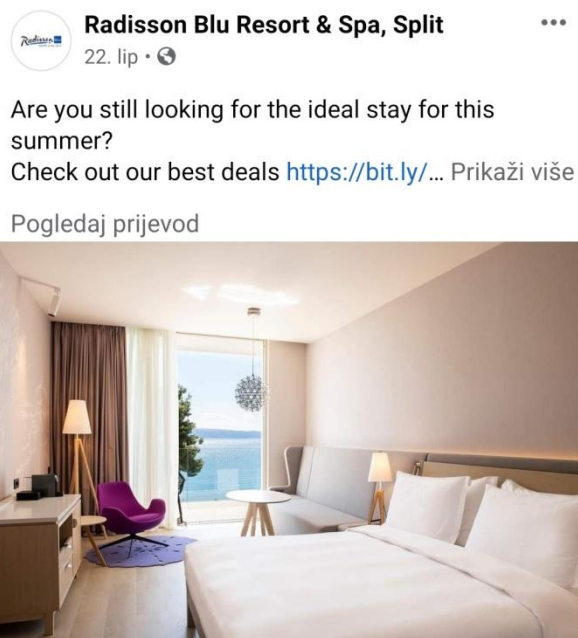 Radisson Blu Resort & Spa, Split
22. lip •
Are you still looking for the ideal stay for this
summer?
Check out our best deals https://bit.ly/... Prikaži više
Pogledaj prijevod